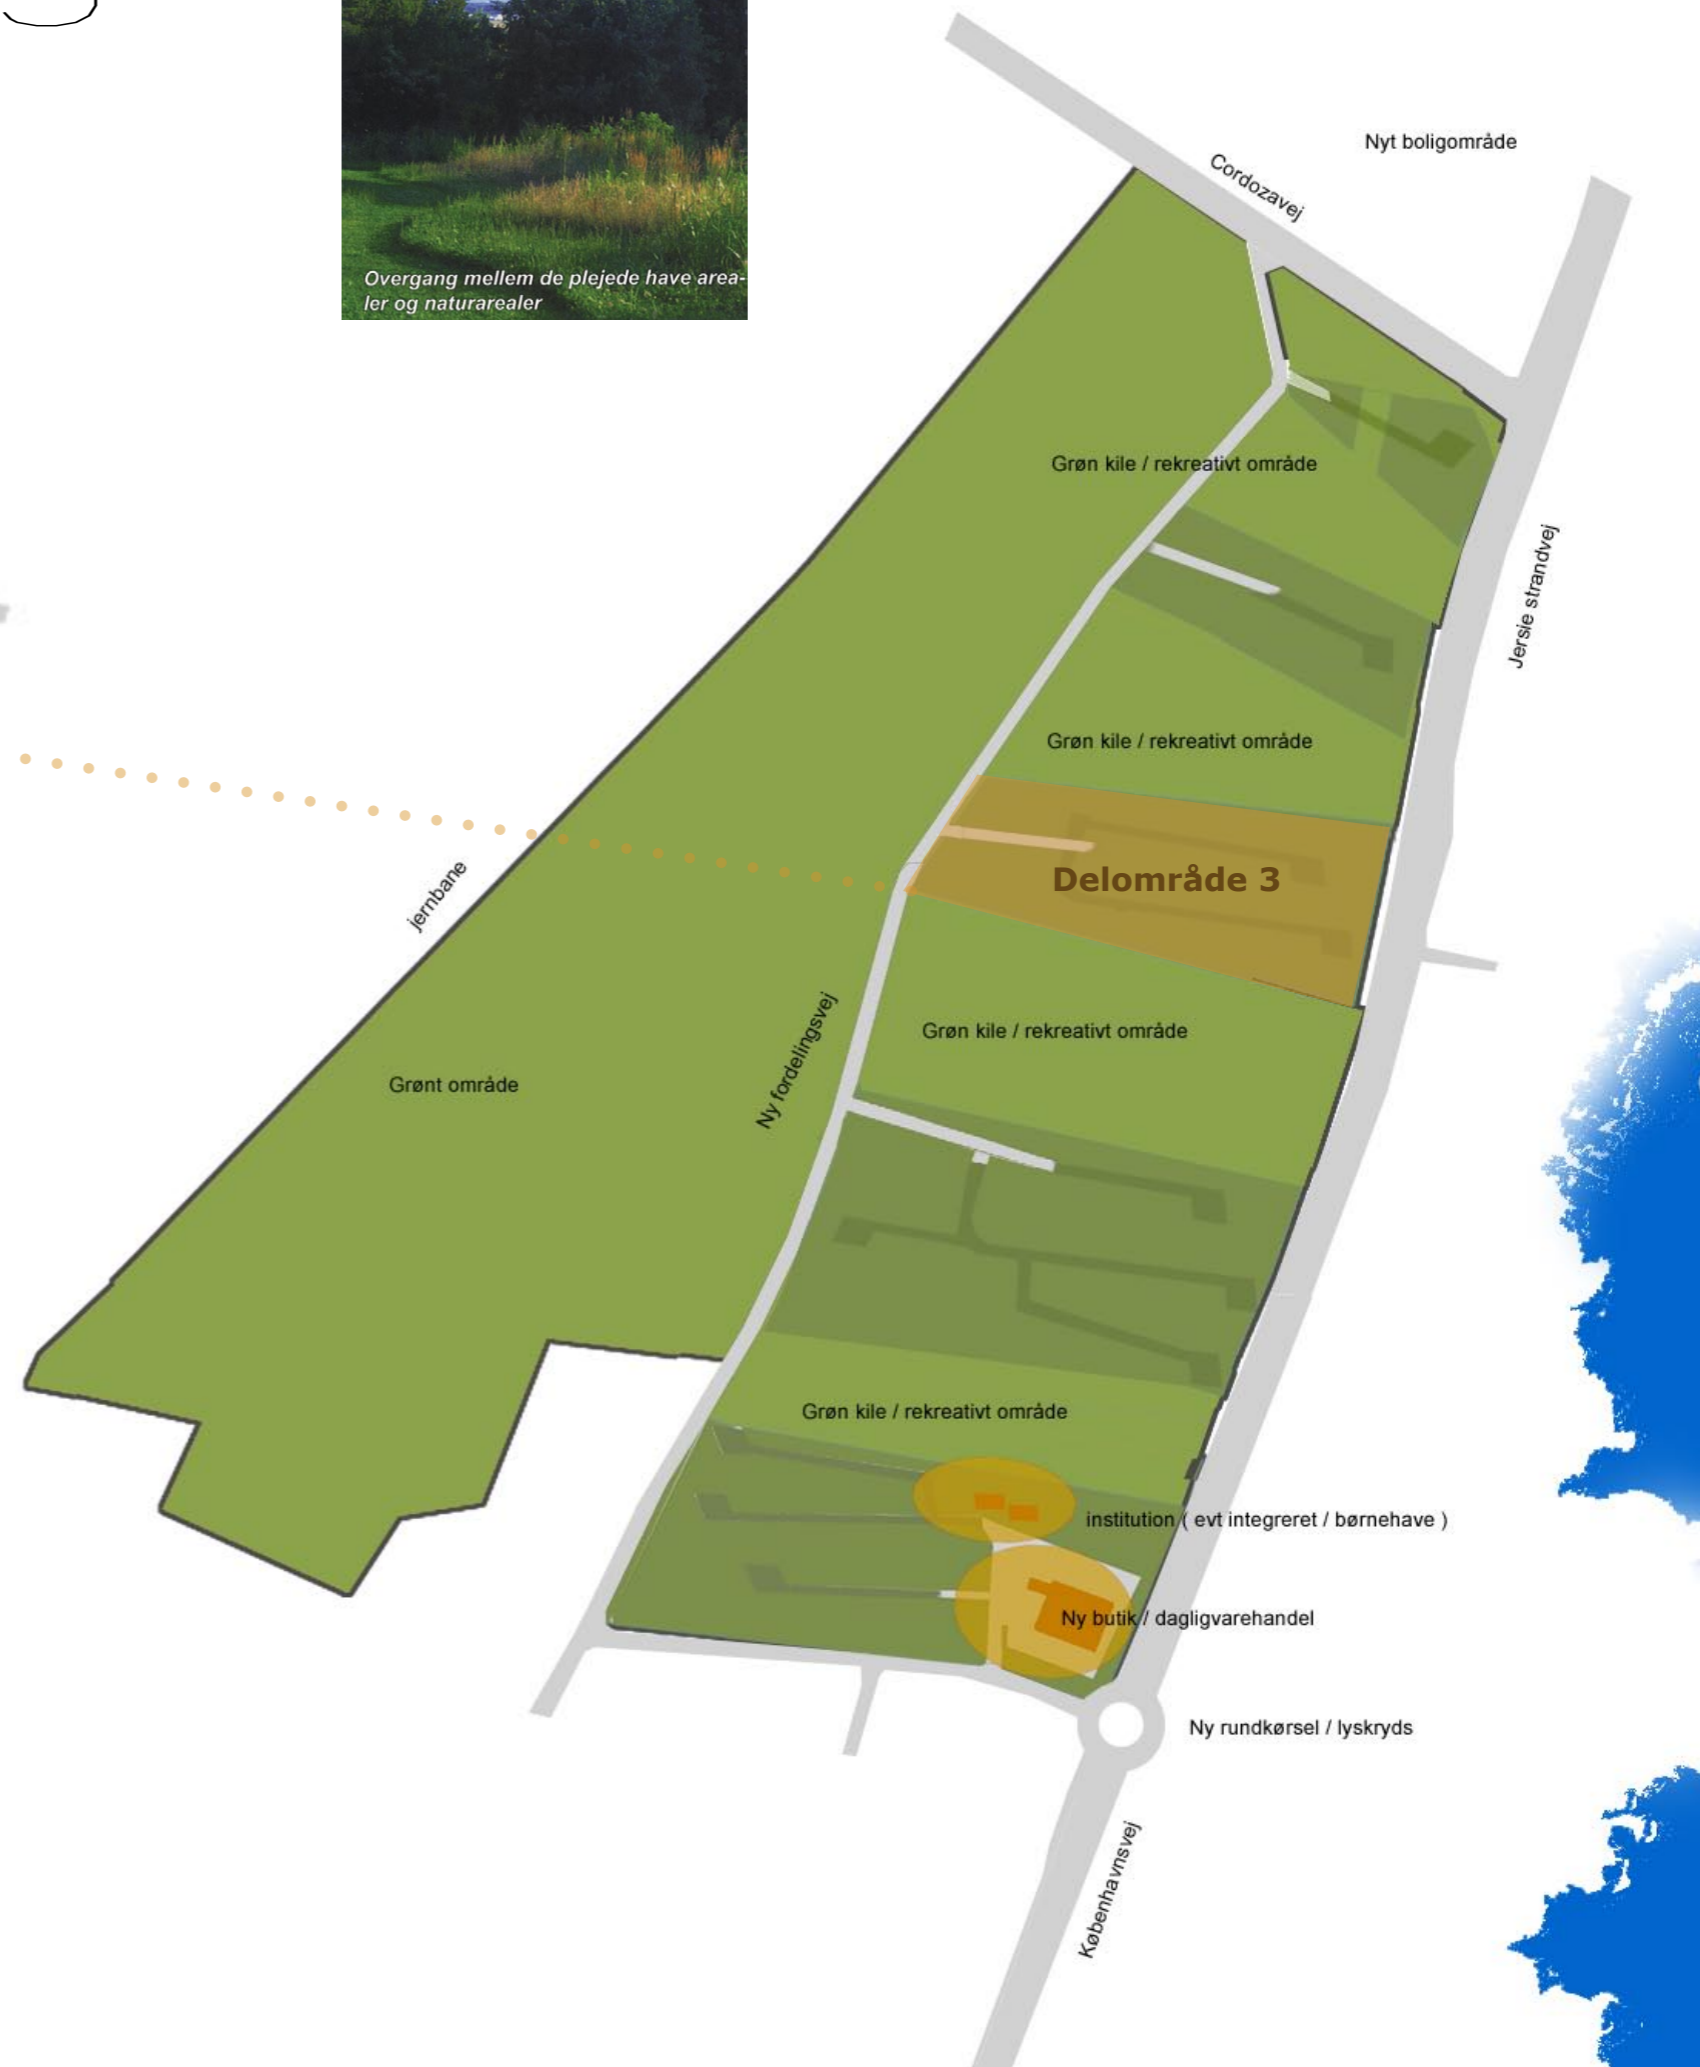 Overgang mellem de plejede have area-
ler og naturarealer
Nyt boligområde
Cordozavej
Grøn kile / rekreativt område
Jersie strandvej
Grøn kile / rekreativt område
Delområde 3
jernbane
Ny fordelingsvej
Grøn kile / rekreativt område
Grønt område
Grøn kile / rekreativt område
institution ( evt integreret / børnehave )
Ny butik / dagligvarehandel
Ny rundkørsel / lyskryds
Københavnsvej